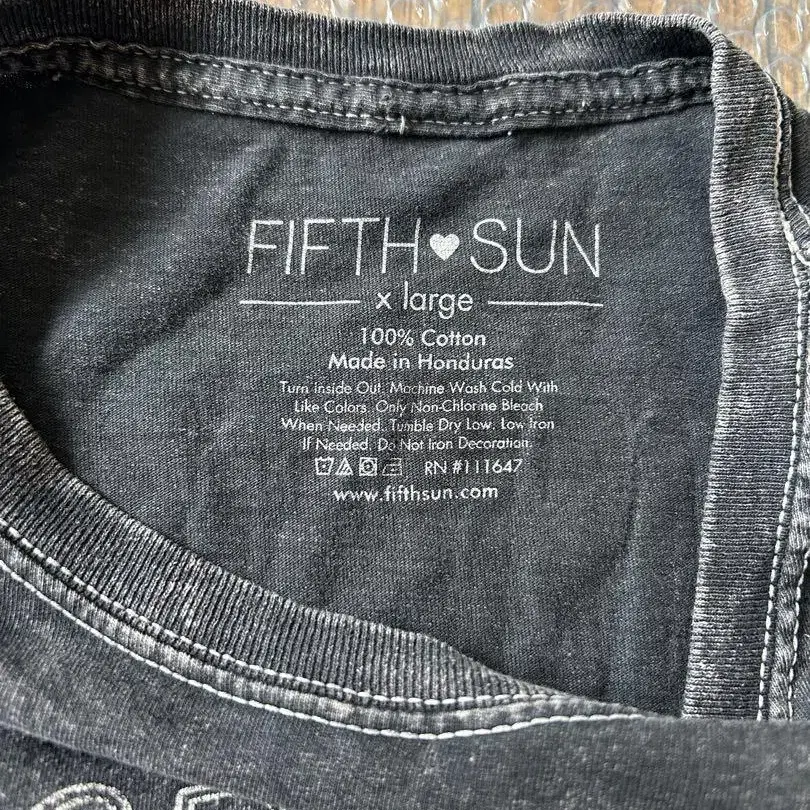 FIFTH♥SUN
x large
100% Cotton
Made in Honduras
Turn Inside Out. Machine Wash Cold With
Like Colors. Only Non-Chlorine Bleach
When Needed. Tumble Dry Low. Low Iron
If Needed. Do Not Iron Decoration.
RN #111647
www.fifthsun.com